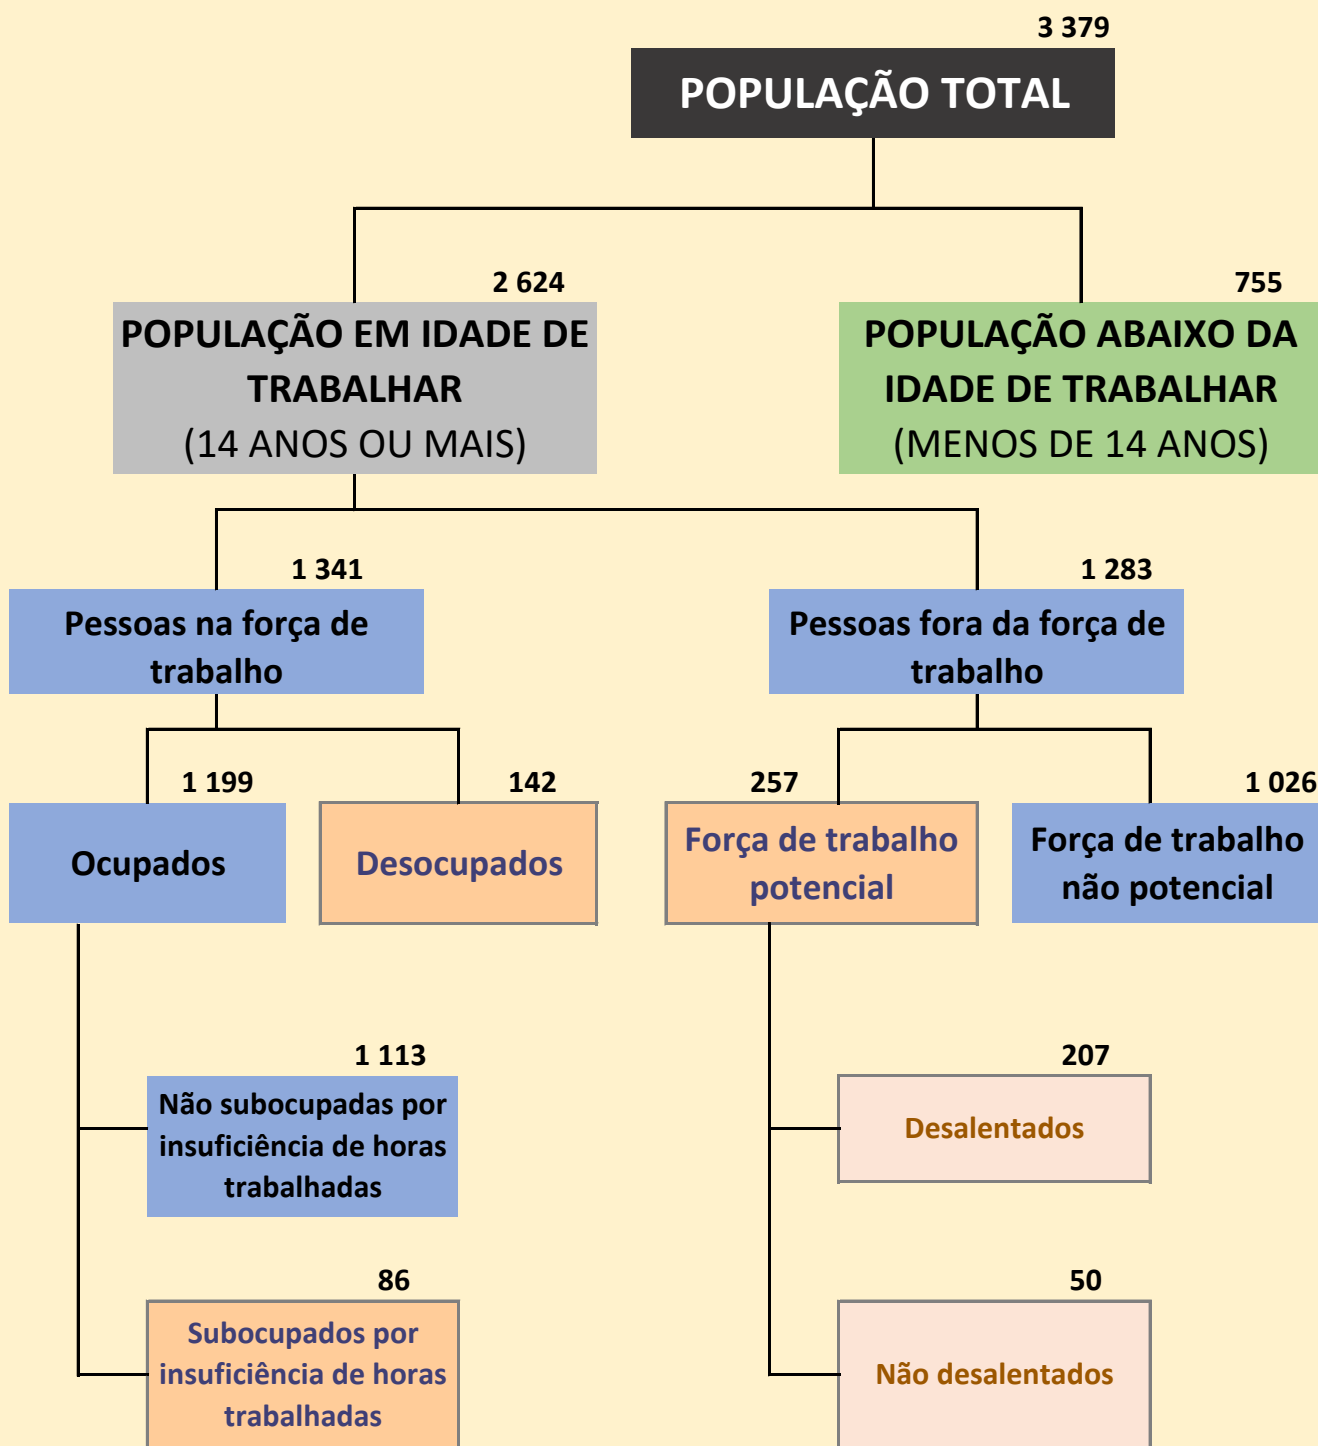 3 379
POPULAÇÃO TOTAL
2 624
POPULAÇÃO EM IDADE DE
TRABALHAR
(14 ANOS OU MAIS)
755
POPULAÇÃO ABAIXO DA
IDADE DE TRABALHAR
(MENOS DE 14 ANOS)
1 341
Pessoas na força de
trabalho
1 283
Pessoas fora da força de
trabalho
1 199
Ocupados
142
Desocupados
257
Força de trabalho
potencial
1 026
Força de trabalho
não potencial
1 113
Não subocupadas por
insuficiência de horas
trabalhadas
207
Desalentados
86
Subocupados por
insuficiência de horas
trabalhadas
50
Não desalentados